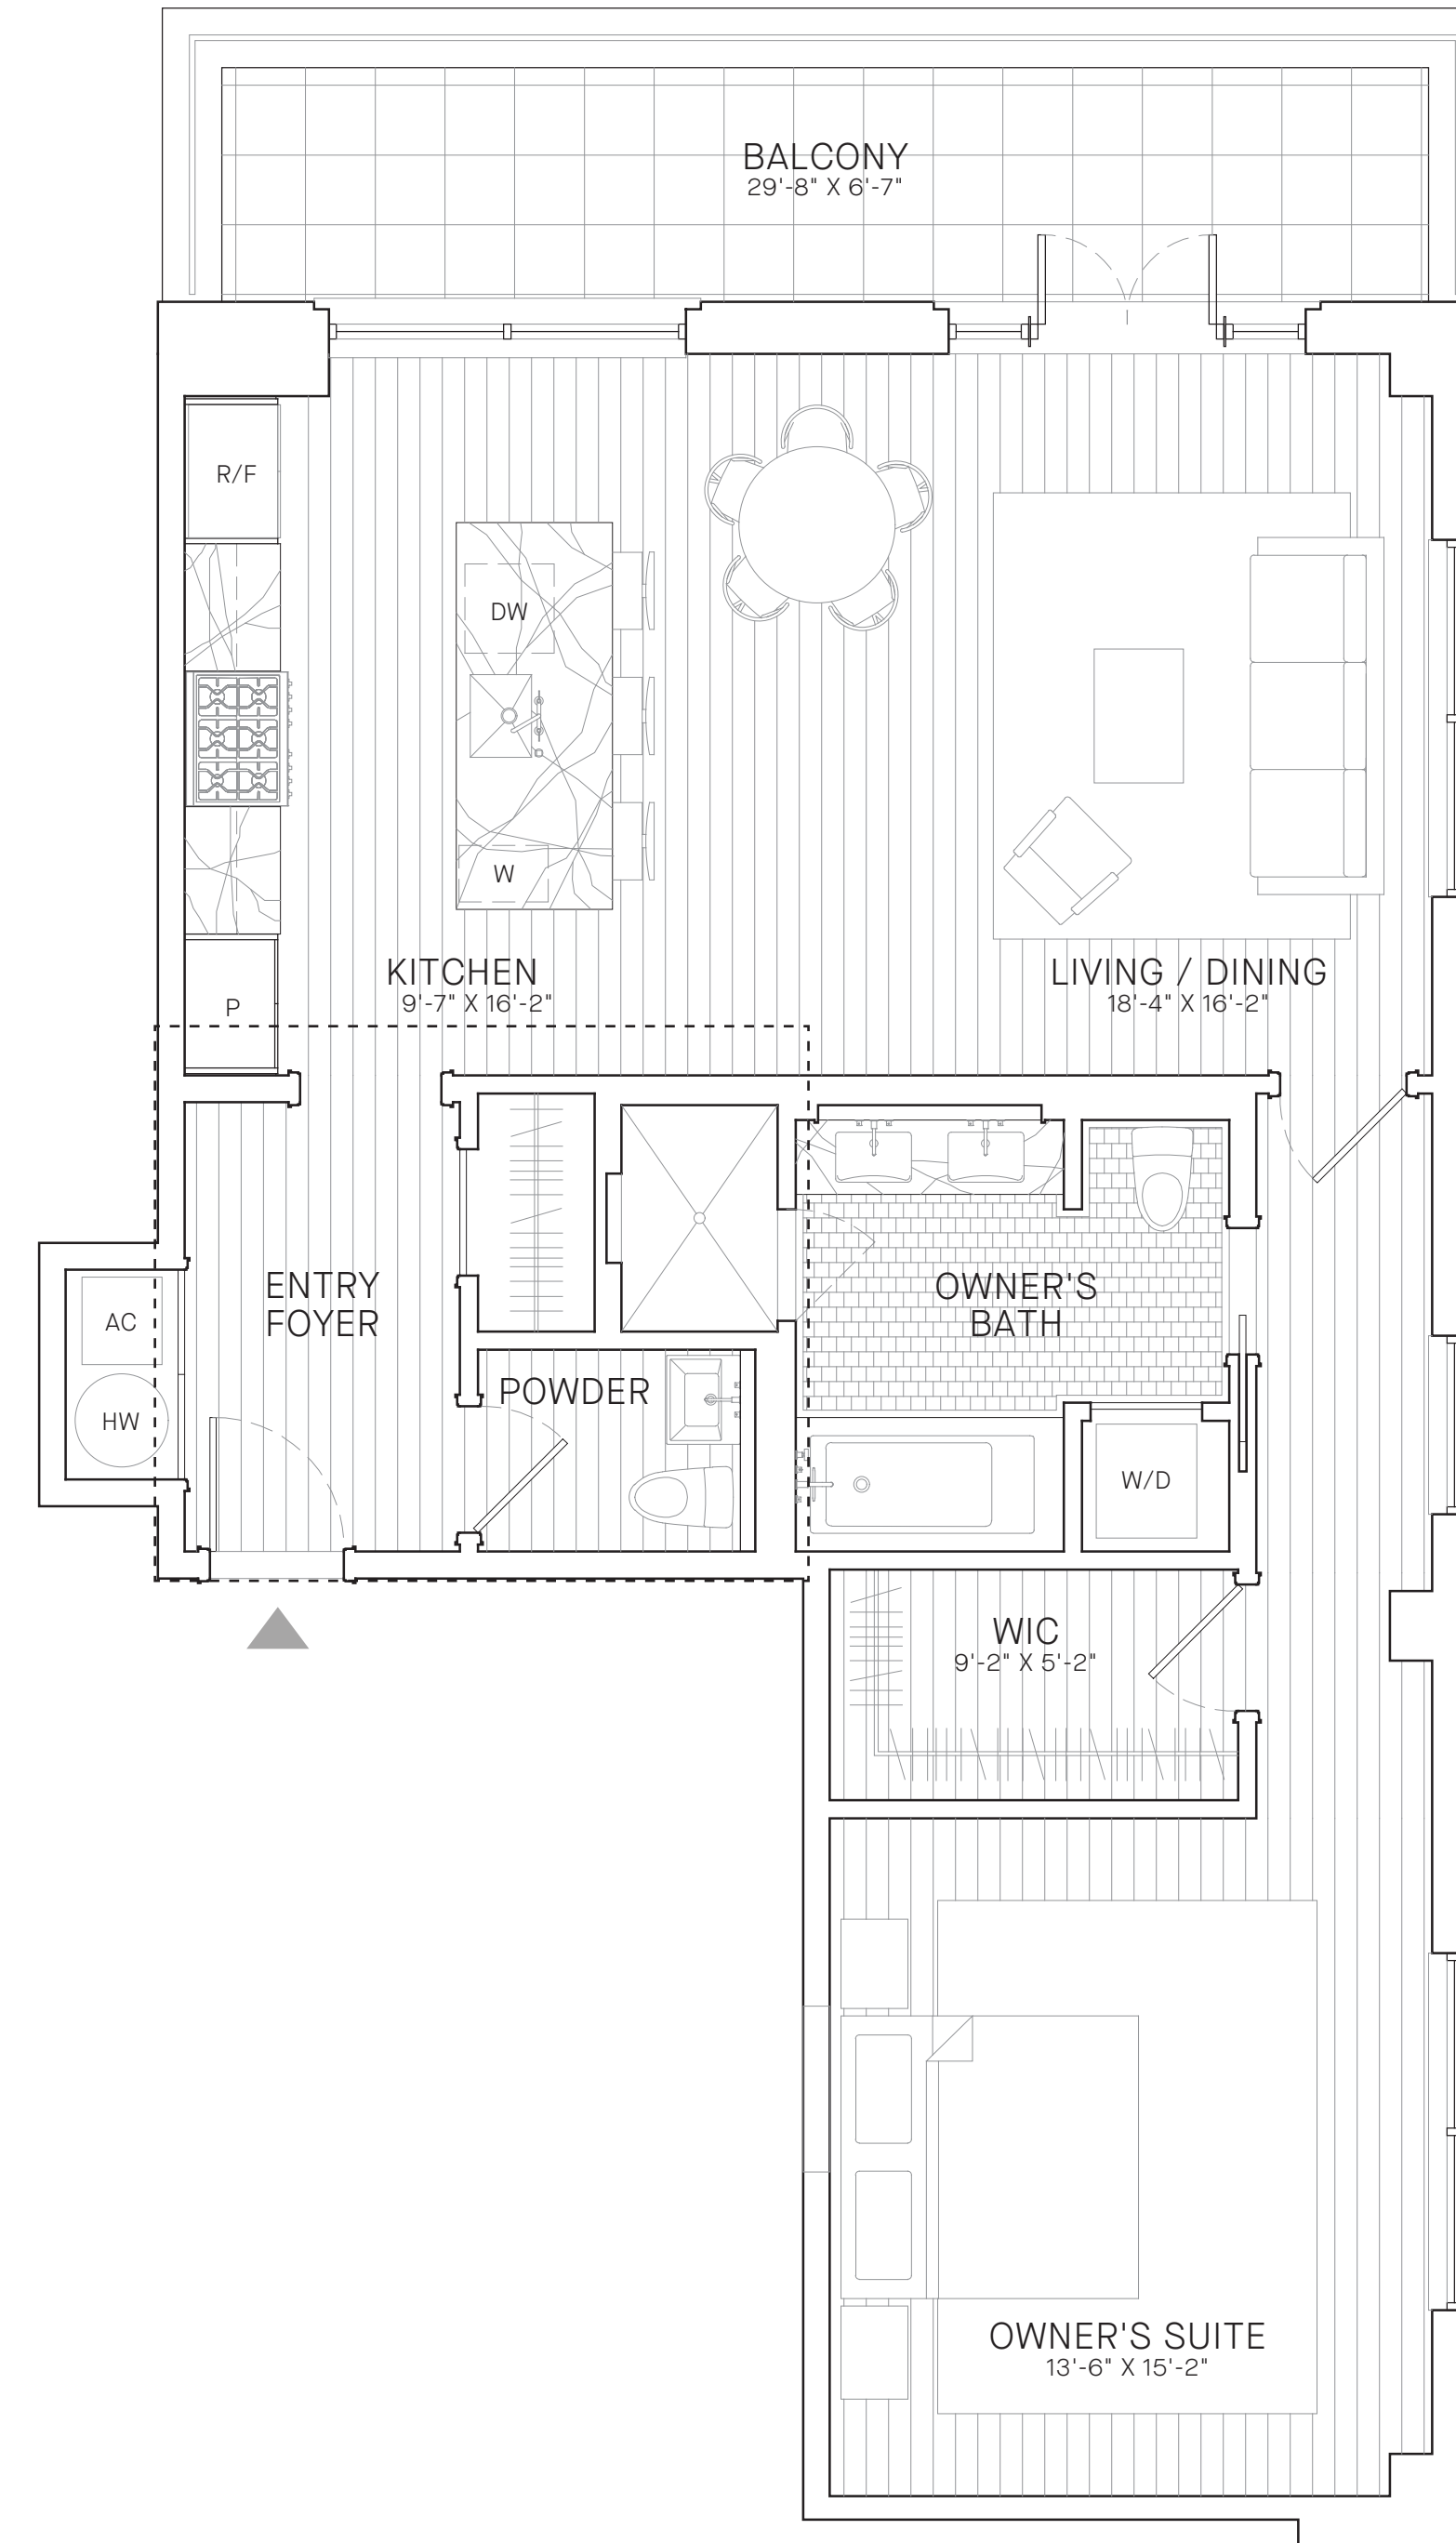 BALCONY
29'-8" X 6'-7"
R/F
DW
W
KITCHEN
9'-7" X 16'-2"
LIVING / DINING
18'-4" X 16'-2"
P
ENTRY
FOYER
AC
HW
POWDER
OWNER'S
BATH
W/D
WIC
9'-2" X 5'-2"
OWNER'S SUITE
13'-6" X 15'-2"